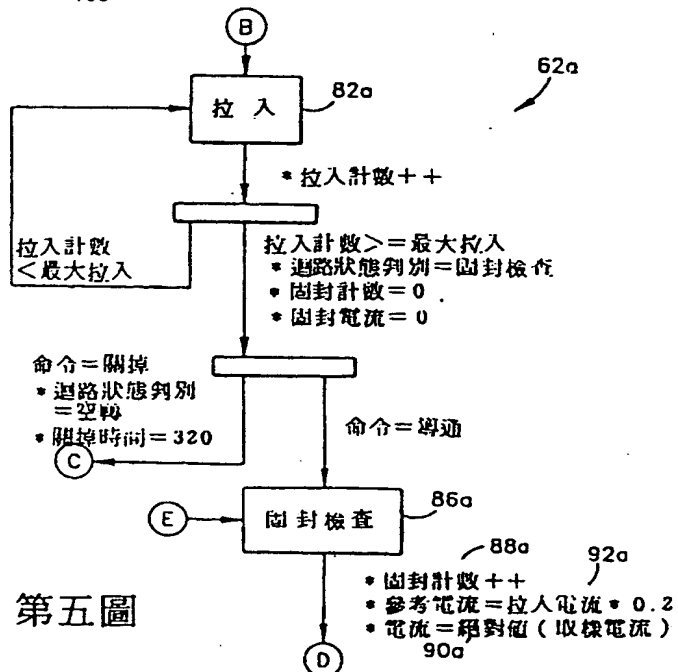 B
62a
拉入
82a
* 拉入計數++
拉入計數
<最大拉入
拉入計數>=最大拉入
* 迴路狀態判別=固封檢查
* 固封計數=0
* 固封電流=0
命令=關掉
* 迴路狀態判別
=空轉
* 關掉時間=320
命令=導通
C
E
固封檢查
86a
88a
* 固封計數++
92a
* 參考電流=拉入電流 * 0.2
* 電流=絕對值(取樣電流)
90a
D
第五圖